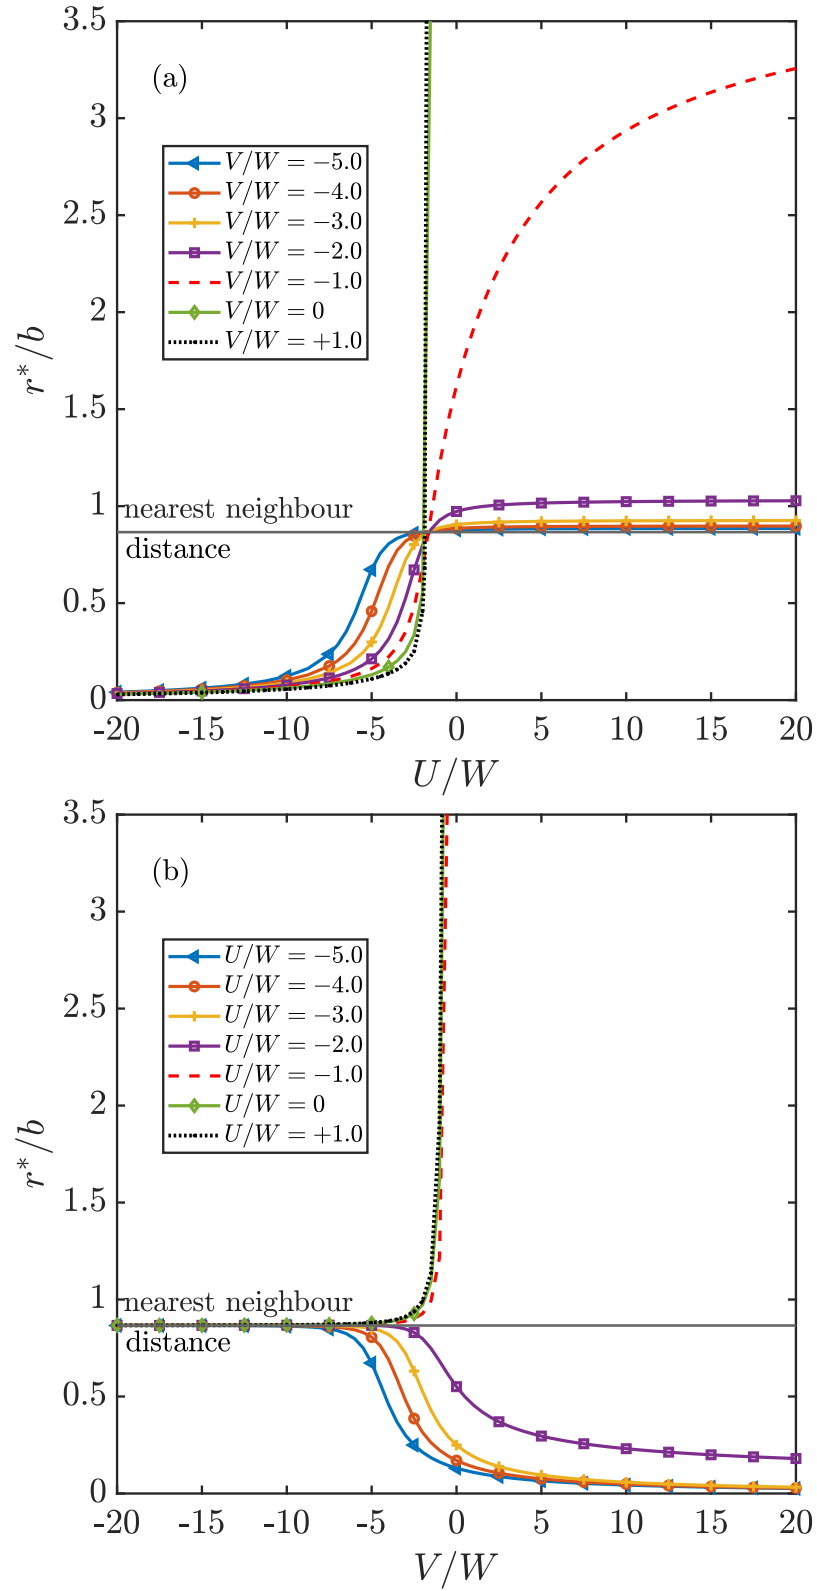 3.5
(a)
3
V/W = −5.0
V/W = −4.0
V/W = −3.0
2.5
V/W = −2.0
V/W = −1.0
2
V/W = 0
V/W = +1.0
r*/b
1.5
1
nearest neighbour
distance
0.5
0
-20 -15 -10 -5 0 5 10 15 20
U/W
3.5
(b)
3
U/W = −5.0
U/W = −4.0
U/W = −3.0
2.5
U/W = −2.0
U/W = −1.0
2
U/W = 0
U/W = +1.0
r*/b
1.5
1
nearest neighbour
distance
0.5
0
-20 -15 -10 -5 0 5 10 15 20
V/W